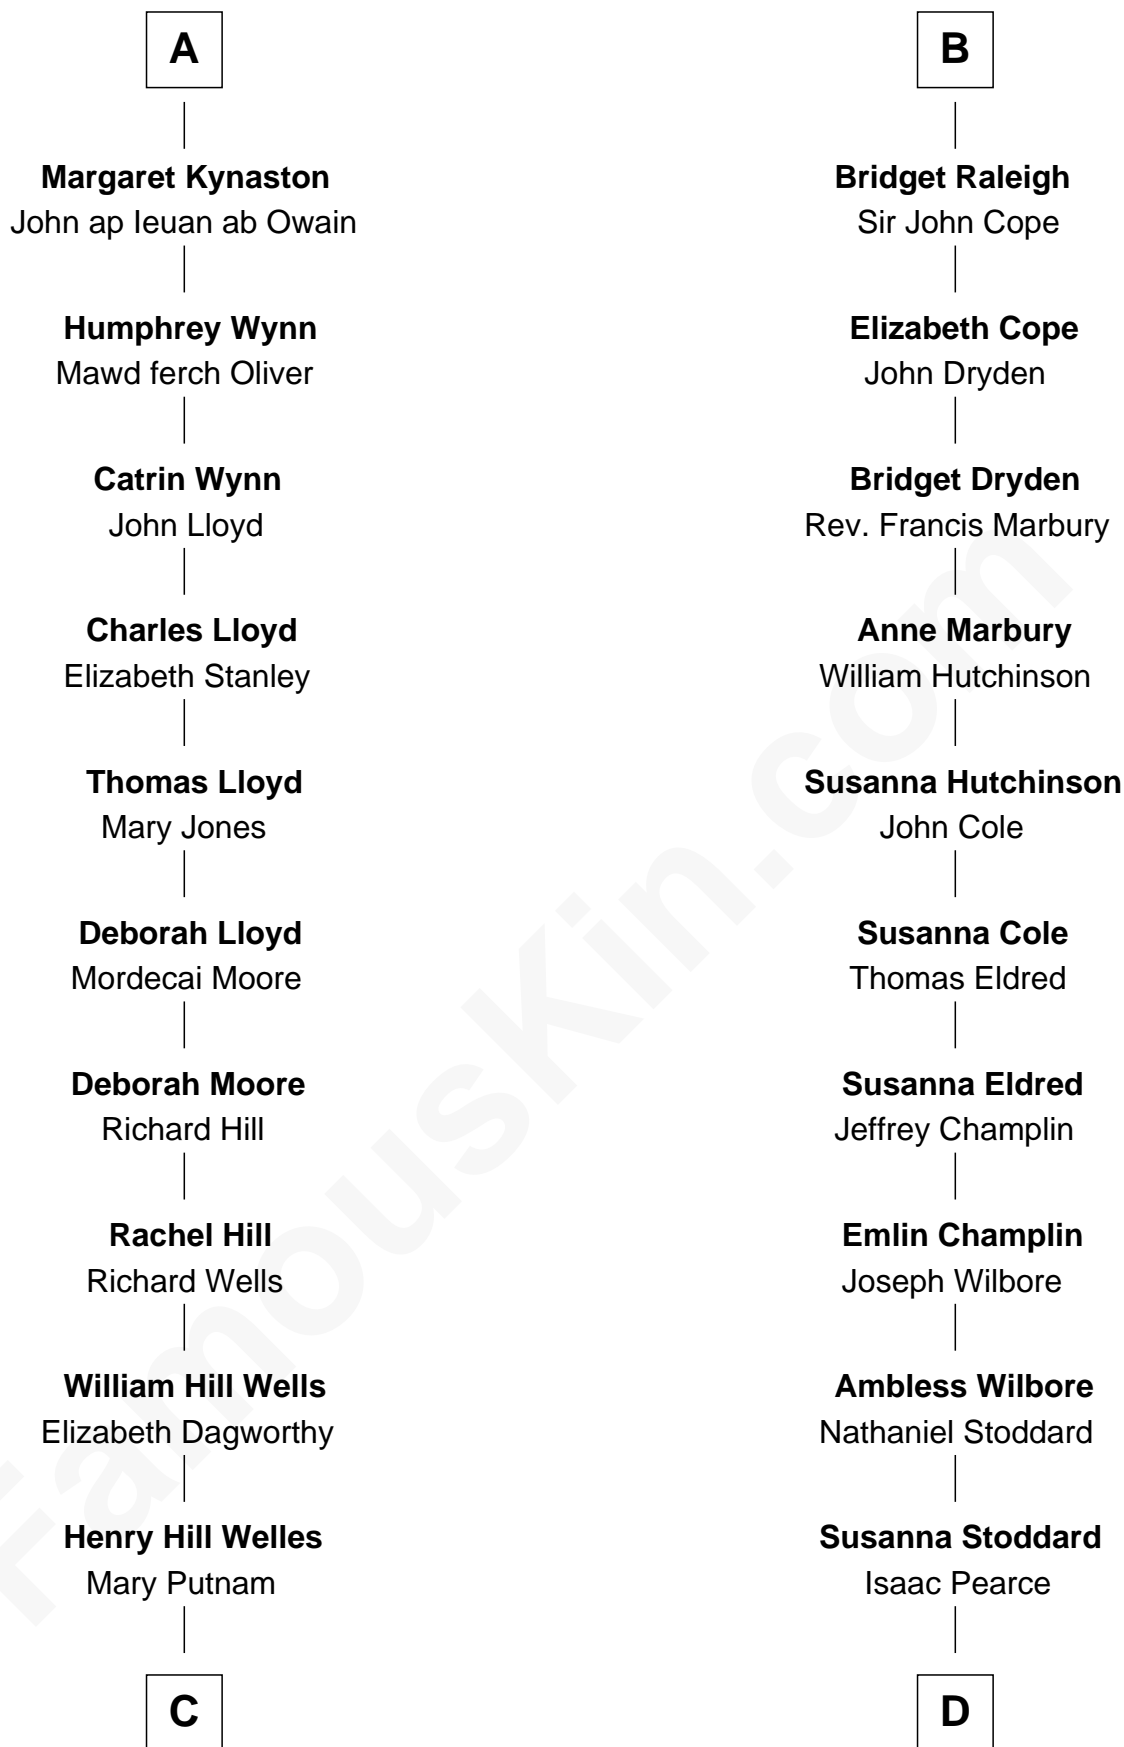 A
Margaret Kynaston
John ap Ieuan ab Owain
Humphrey Wynn
Mawd ferch Oliver
Catrin Wynn
John Lloyd
Charles Lloyd
Elizabeth Stanley
Thomas Lloyd
Mary Jones
Deborah Lloyd
Mordecai Moore
Deborah Moore
Richard Hill
Rachel Hill
Richard Wells
William Hill Wells
Elizabeth Dagworthy
Henry Hill Welles
Mary Putnam
C
B
Bridget Raleigh
Sir John Cope
Elizabeth Cope
John Dryden
Bridget Dryden
Rev. Francis Marbury
Anne Marbury
William Hutchinson
Susanna Hutchinson
John Cole
Susanna Cole
Thomas Eldred
Susanna Eldred
Jeffrey Champlin
Emlin Champlin
Joseph Wilbore
Ambless Wilbore
Nathaniel Stoddard
Susanna Stoddard
Isaac Pearce
D
FamousKin.com